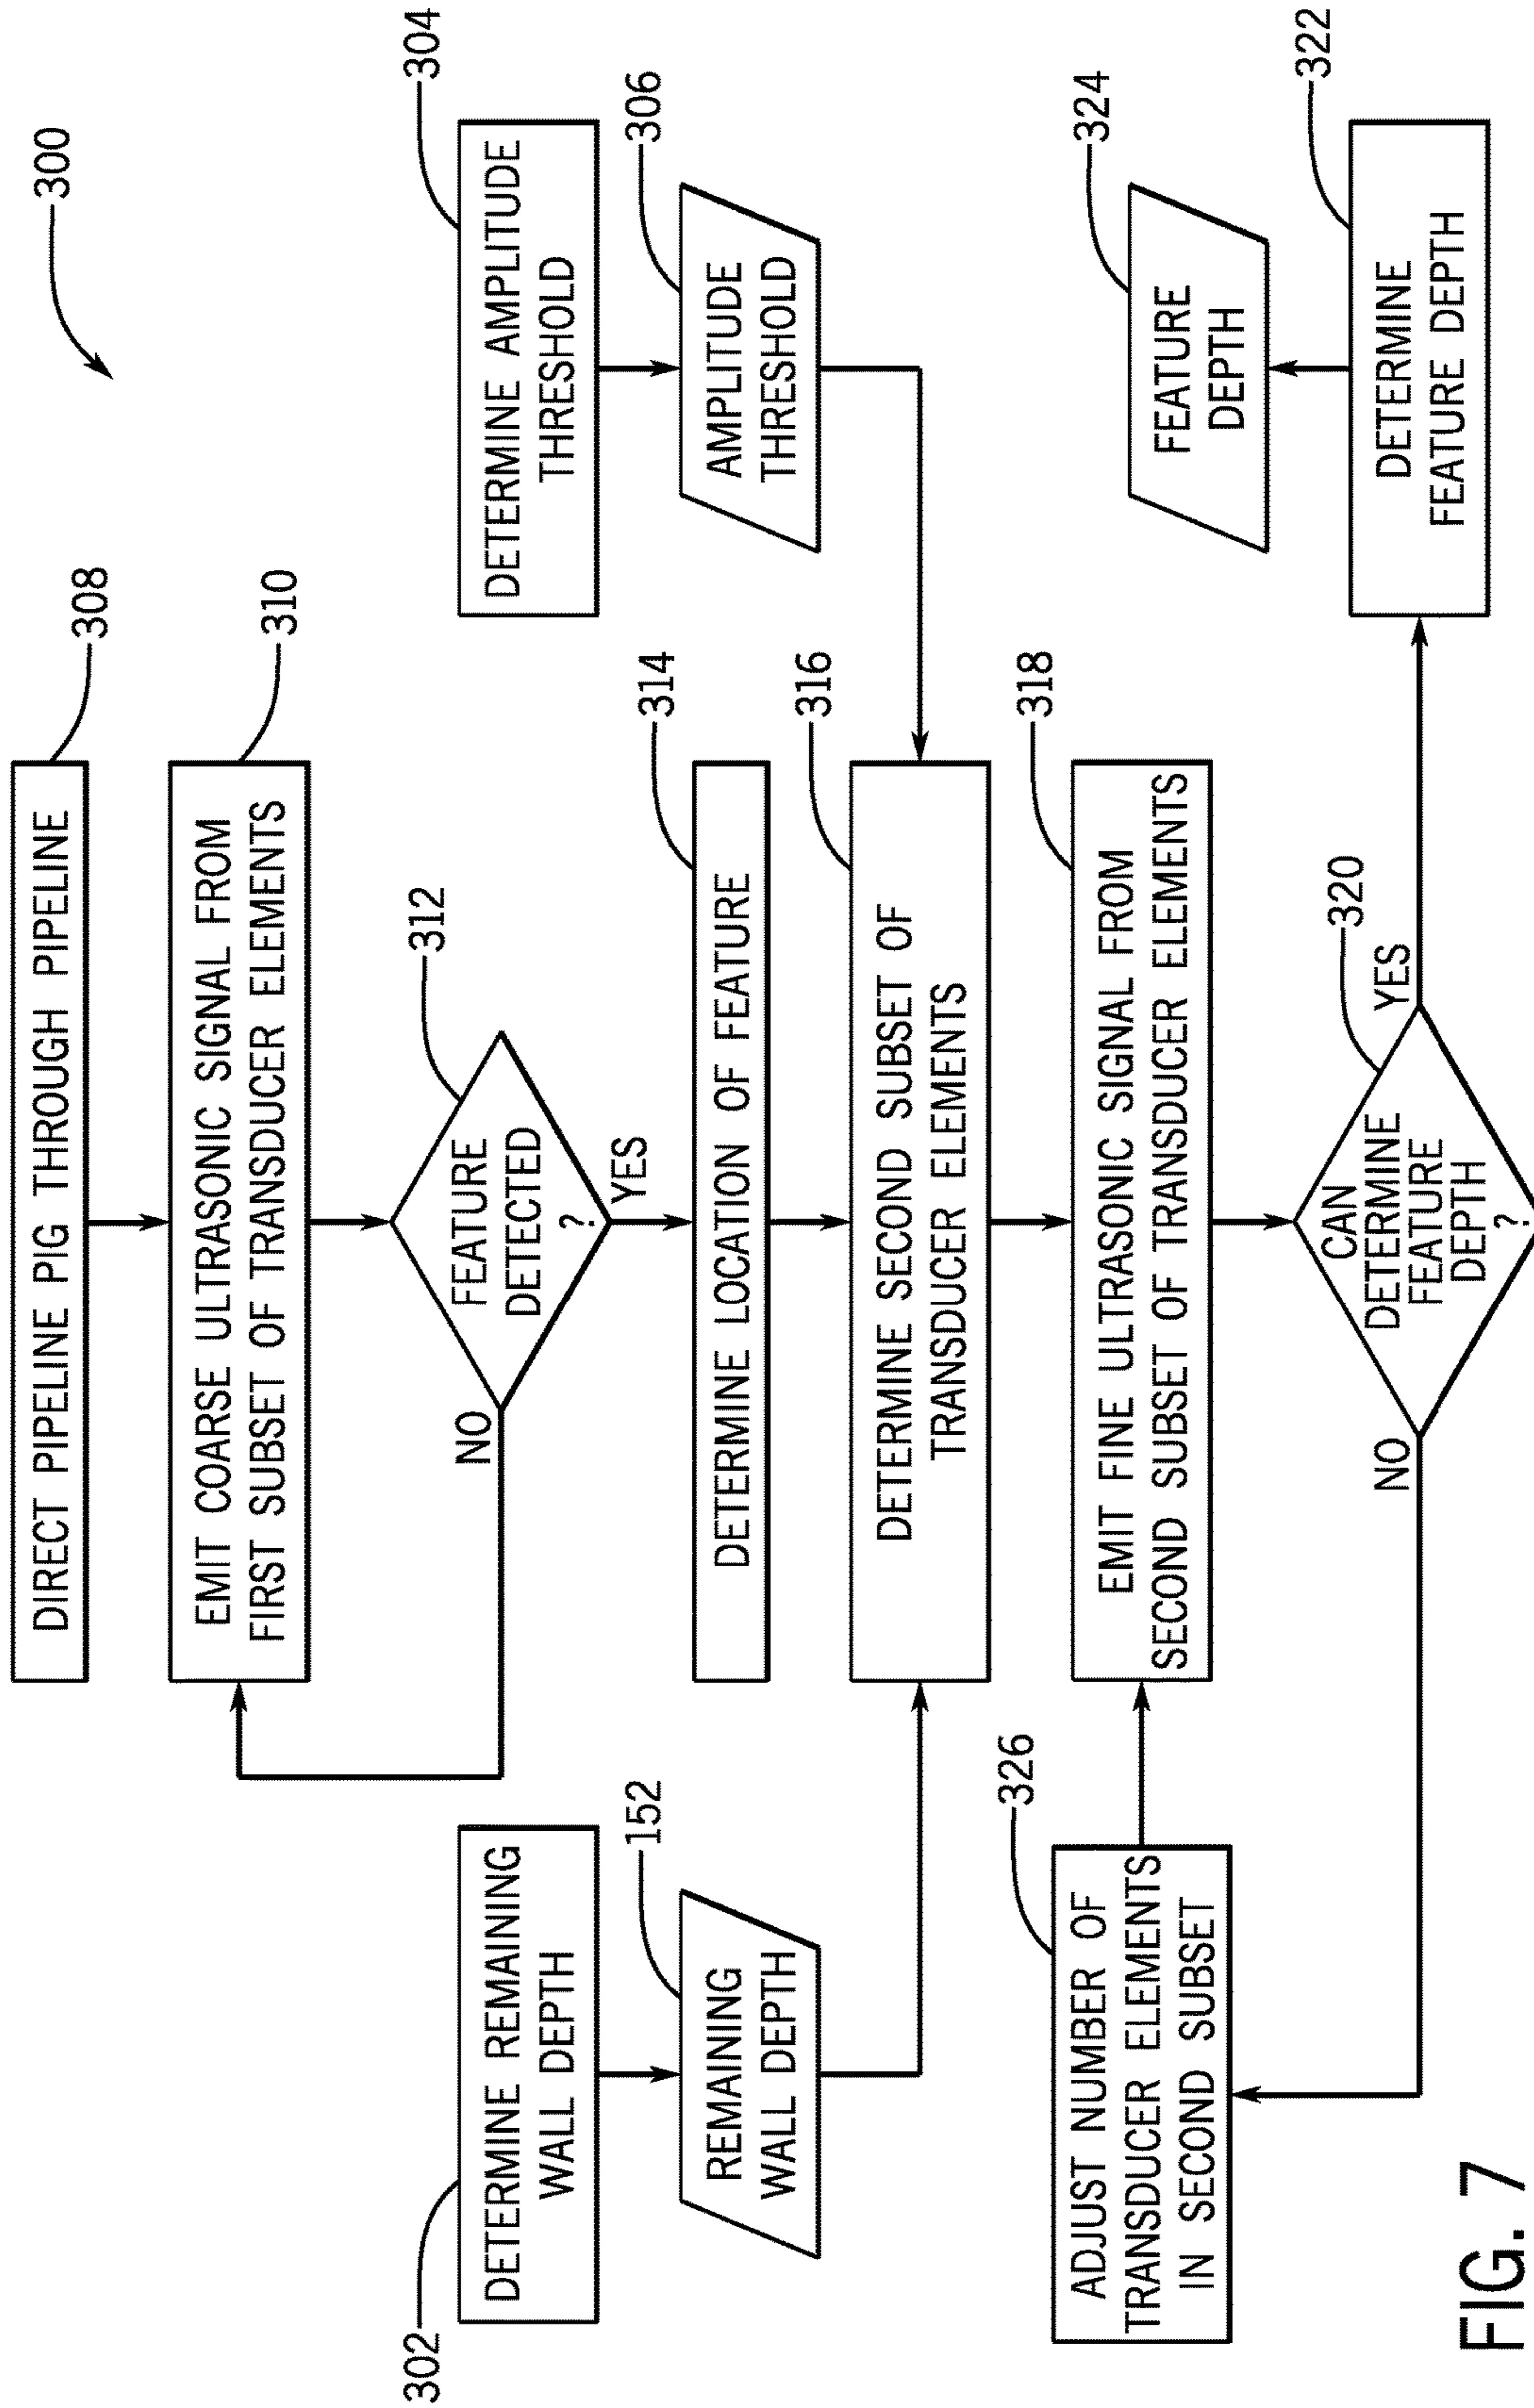 300
308
DIRECT PIPELINE PIG THROUGH PIPELINE
310
EMIT COARSE ULTRASONIC SIGNAL FROM
FIRST SUBSET OF TRANSDUCER ELEMENTS
312
FEATURE
DETECTED
?
NO
YES
302
DETERMINE REMAINING
WALL DEPTH
152
REMAINING
WALL DEPTH
304
DETERMINE AMPLITUDE
THRESHOLD
306
AMPLITUDE
THRESHOLD
314
DETERMINE LOCATION OF FEATURE
316
DETERMINE SECOND SUBSET OF
TRANSDUCER ELEMENTS
318
EMIT FINE ULTRASONIC SIGNAL FROM
SECOND SUBSET OF TRANSDUCER ELEMENTS
326
ADJUST NUMBER OF
TRANSDUCER ELEMENTS
IN SECOND SUBSET
320
CAN
DETERMINE
FEATURE
DEPTH
?
NO
YES
324
FEATURE
DEPTH
322
DETERMINE
FEATURE DEPTH
FIG. 7